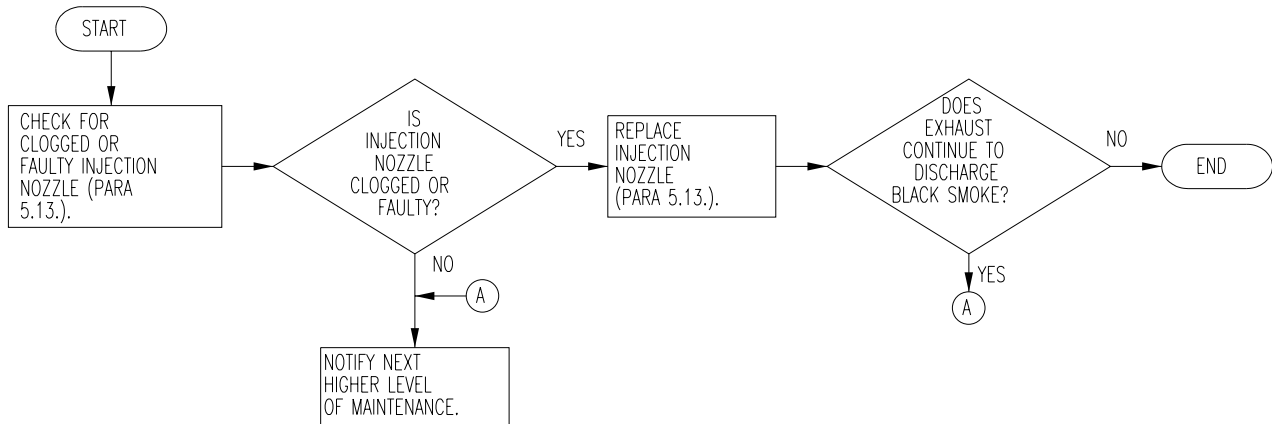 START
CHECK FOR
CLOGGED OR
FAULTY INJECTION
NOZZLE (PARA
5.13.).
IS
INJECTION
NOZZLE
CLOGGED OR
FAULTY?
YES
NO
A
NOTIFY NEXT
HIGHER LEVEL
OF MAINTENANCE.
REPLACE
INJECTION
NOZZLE
(PARA 5.13.).
DOES
EXHAUST
CONTINUE TO
DISCHARGE
BLACK SMOKE?
NO
END
YES
A